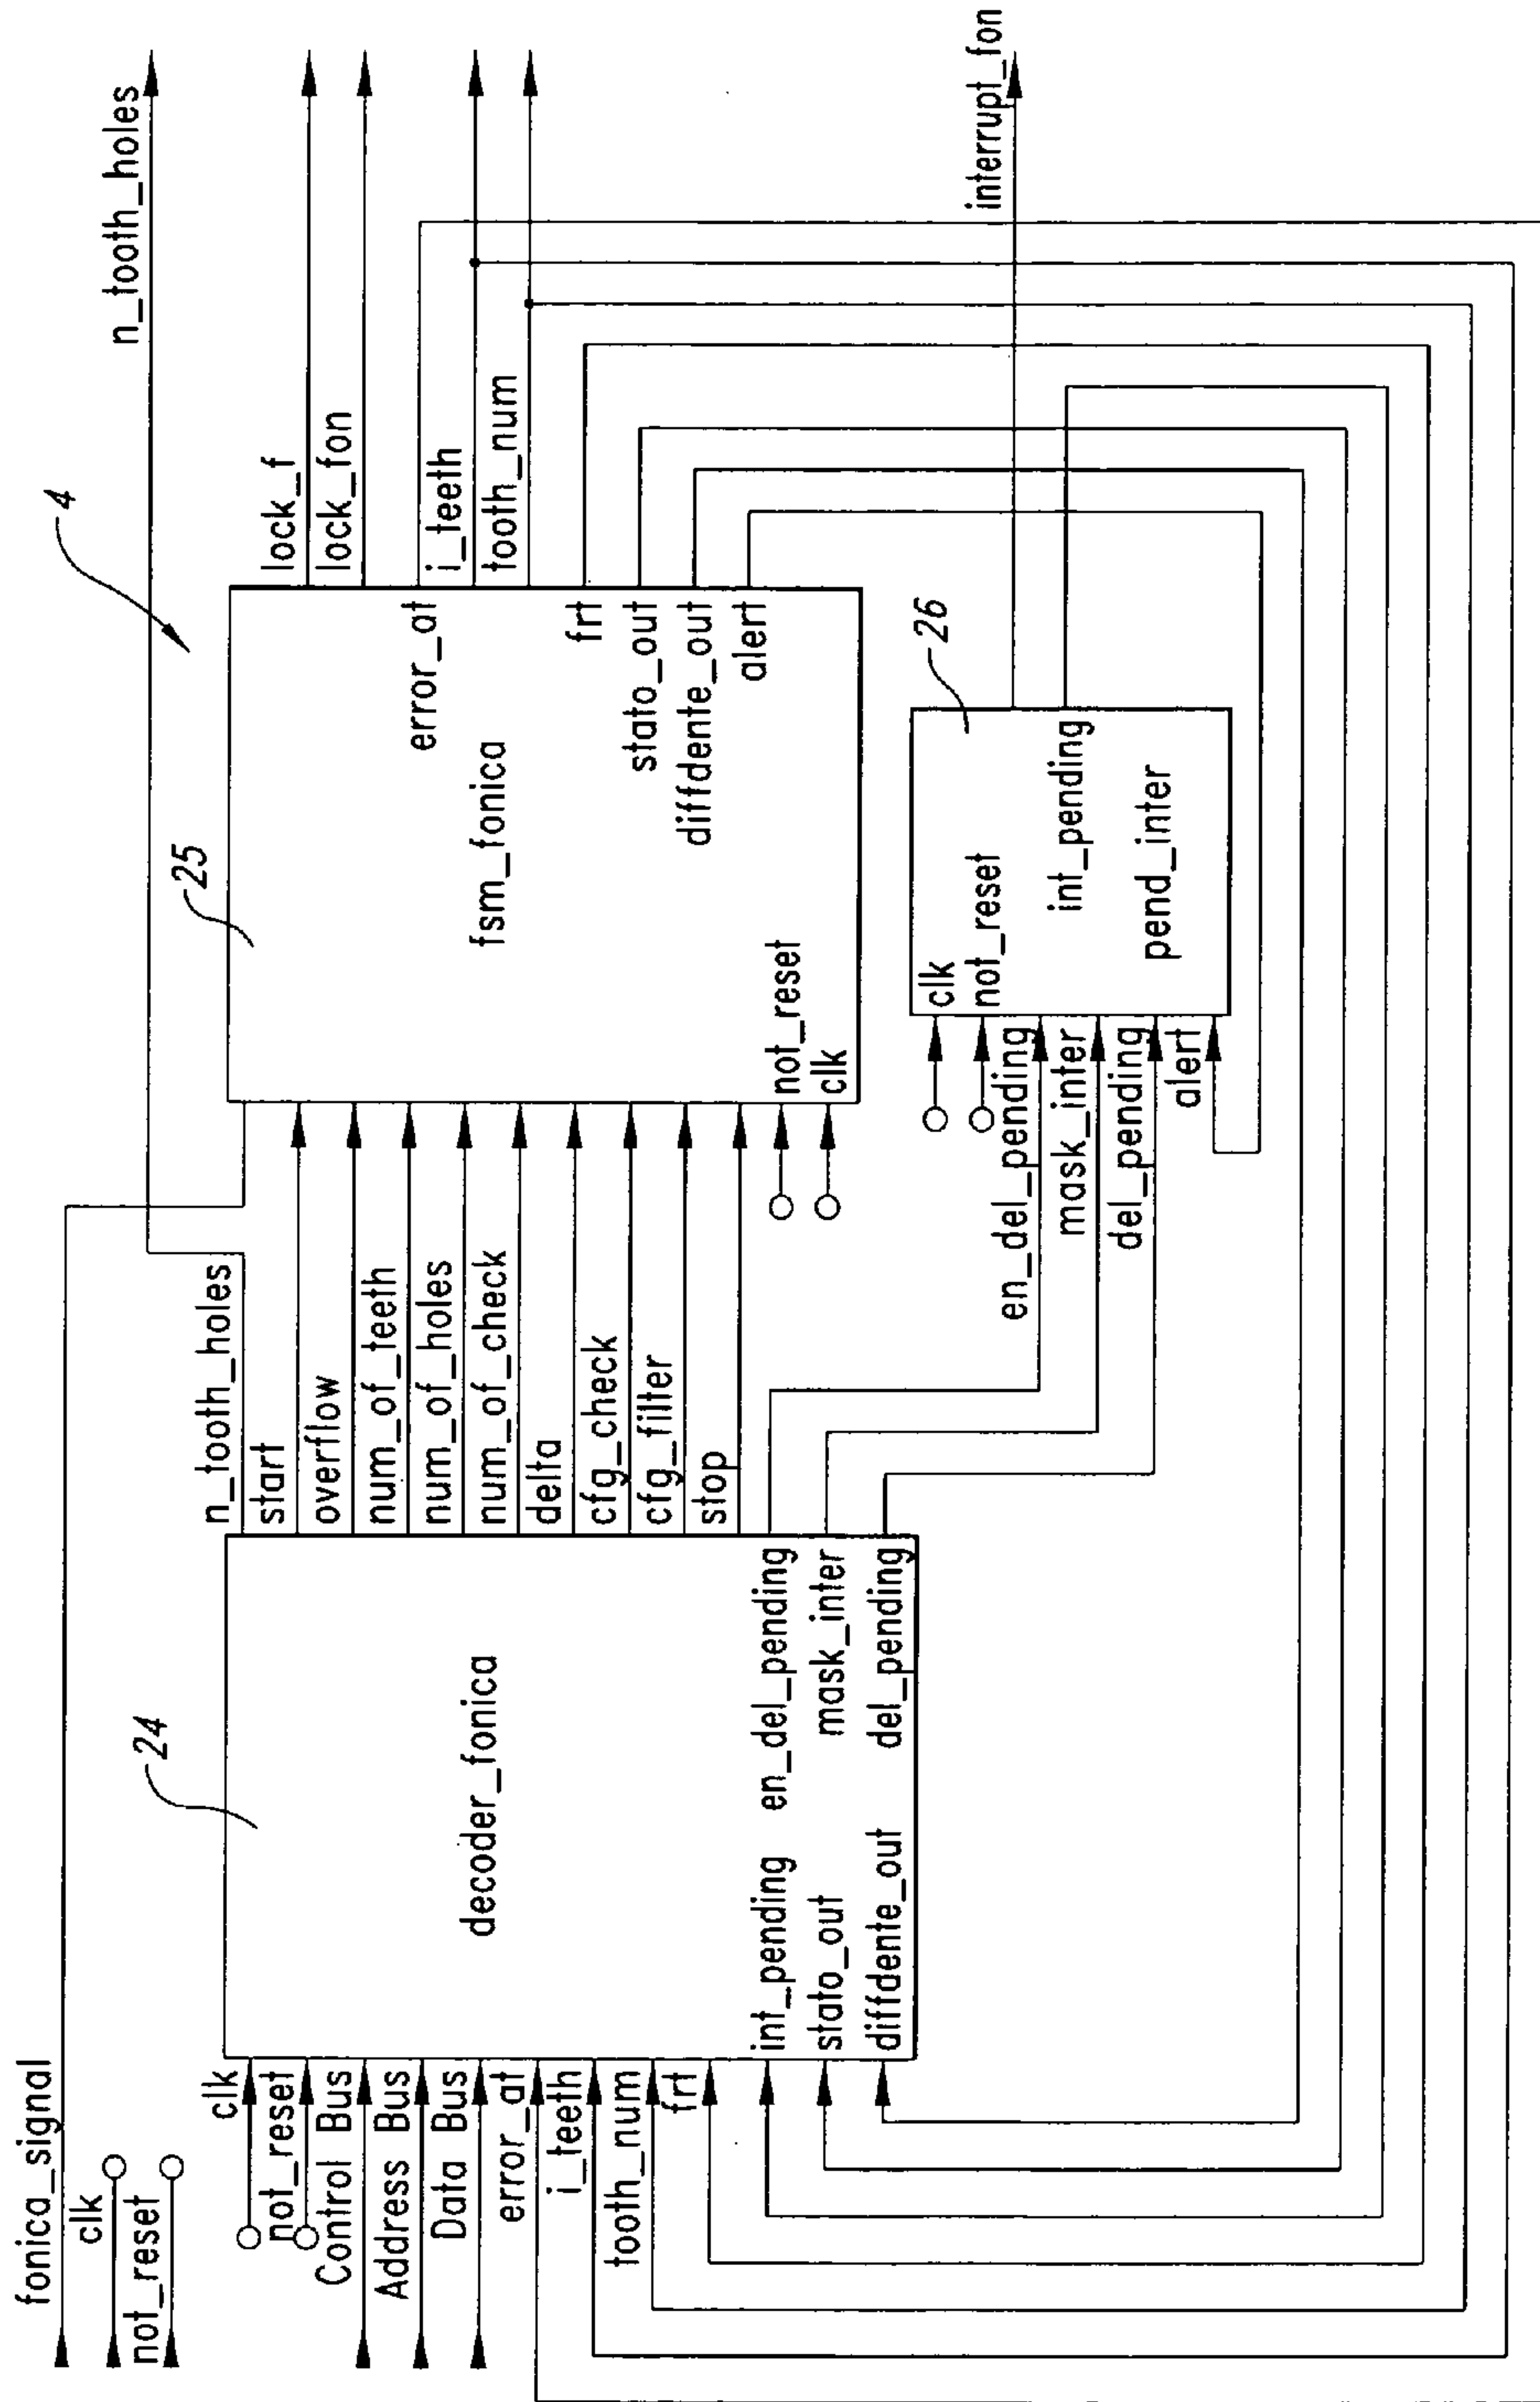 fonica_signal
clk
not_reset
clk
not_reset
Control Bus
Address Bus
Data Bus
error_at
i_teeth
tooth_num
frt
24
decoder_fonica
int_pending
stato_out
diffdente_out
en_del_pending
mask_inter
del_pending
n_tooth_holes
start
overflow
num_of_teeth
num_of_holes
num_of_check
delta
cfg_check
cfg_filter
stop
25
fsm_fonica
not_reset
clk
error_at
frt
stato_out
diffdente_out
alert
4
n_tooth_holes
lock_f
lock_fon
i_teeth
tooth_num
en_del_pending
mask_inter
del_pending
alert
26
clk
not_reset
int_pending
pend_inter
interrupt_fon